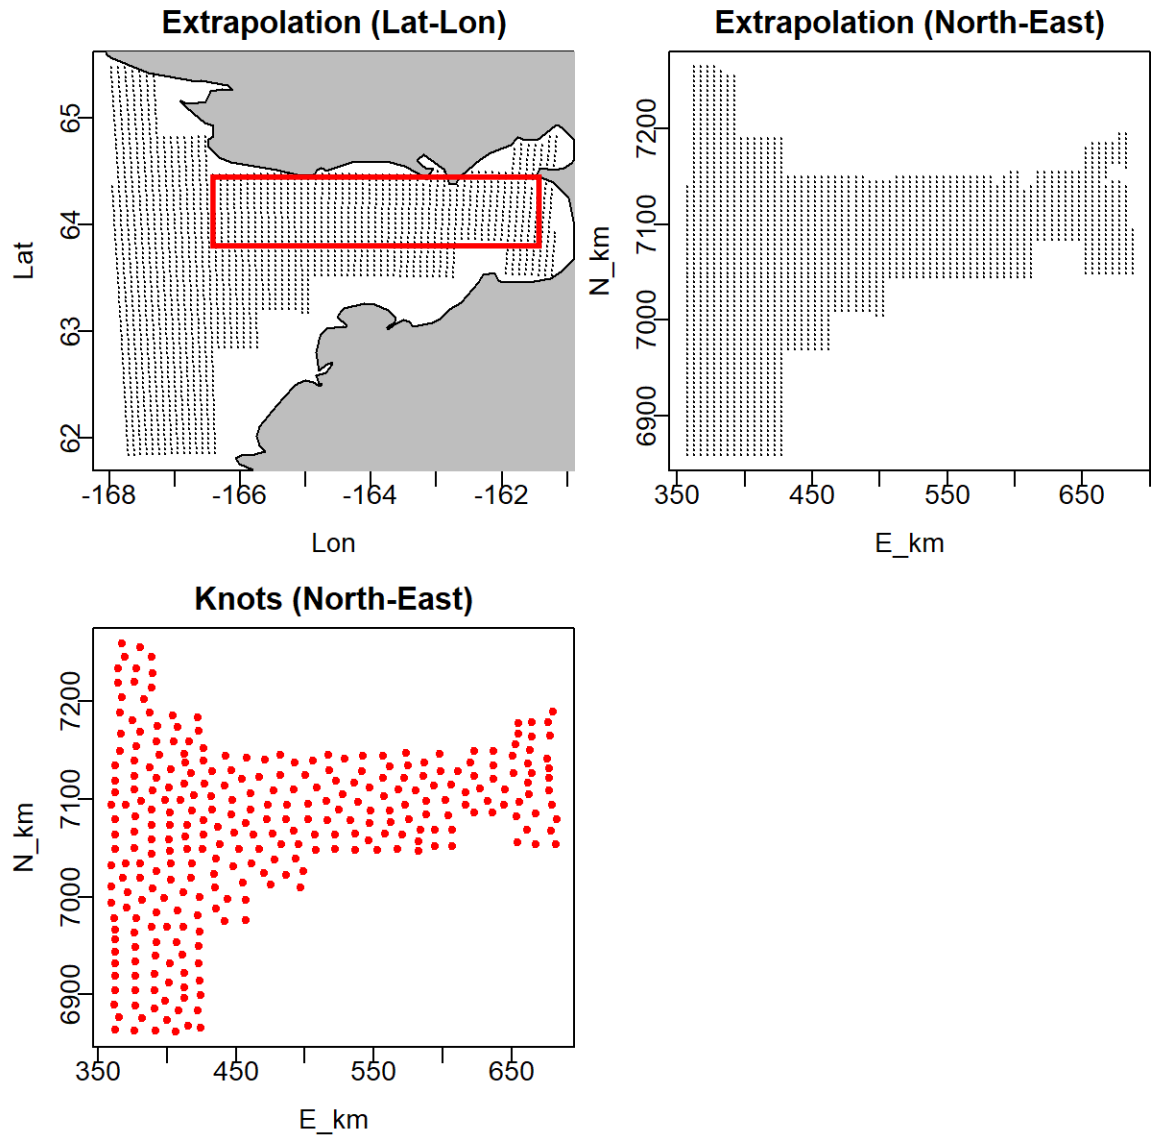 Extrapolation (Lat-Lon)
Lat
65
64
63
62
-168 -166 -164 -162
Lon
Extrapolation (North-East)
N_km
7200
7100
7000
6900
350 450 550 650
E_km
Knots (North-East)
N_km
7200
7100
7000
6900
350 450 550 650
E_km